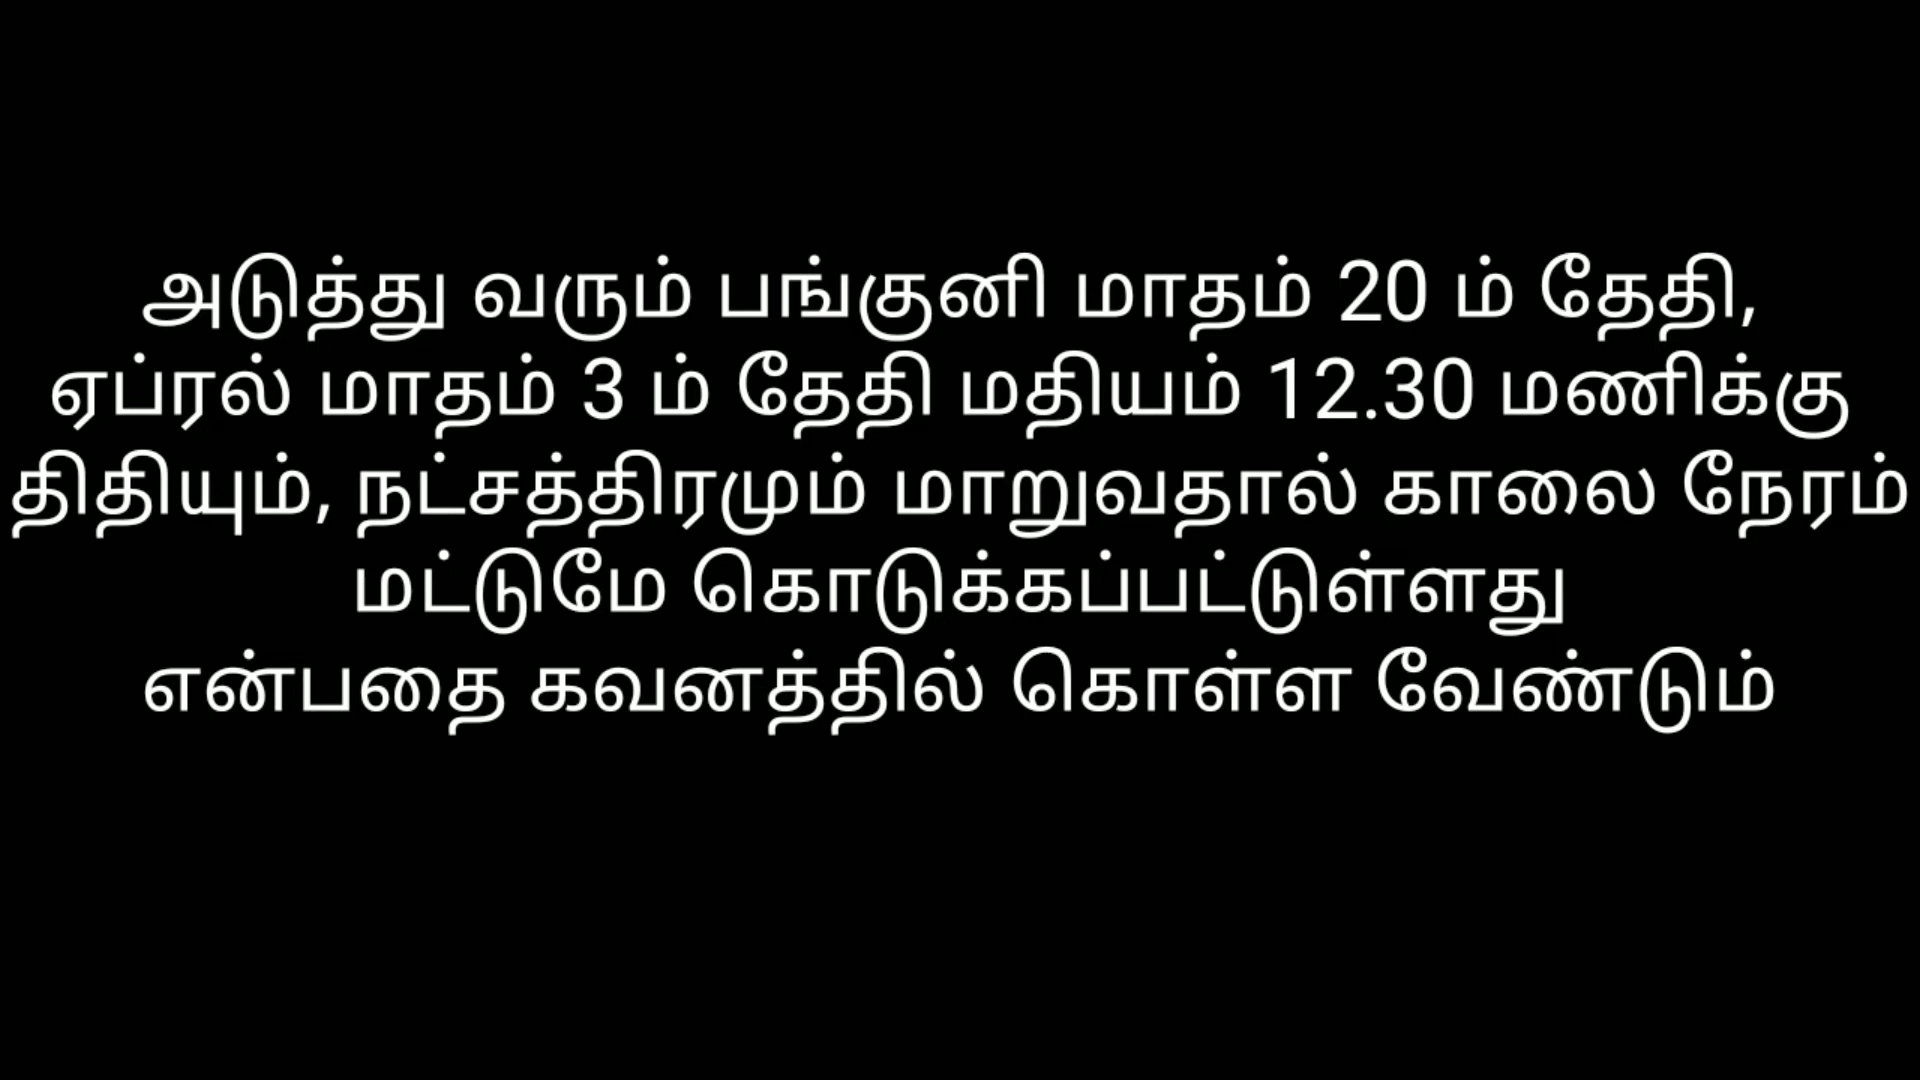 அடுத்து வரும் பங்குனி மாதம் 20 ம் தேதி,
ஏப்ரல் மாதம் 3 ம் தேதி மதியம் 12.30 மணிக்கு
திதியும், நட்சத்திரமும் மாறுவதால் காலை நேரம்
மட்டுமே கொடுக்கப்பட்டுள்ளது
என்பதை கவனத்தில் கொள்ள வேண்டும்